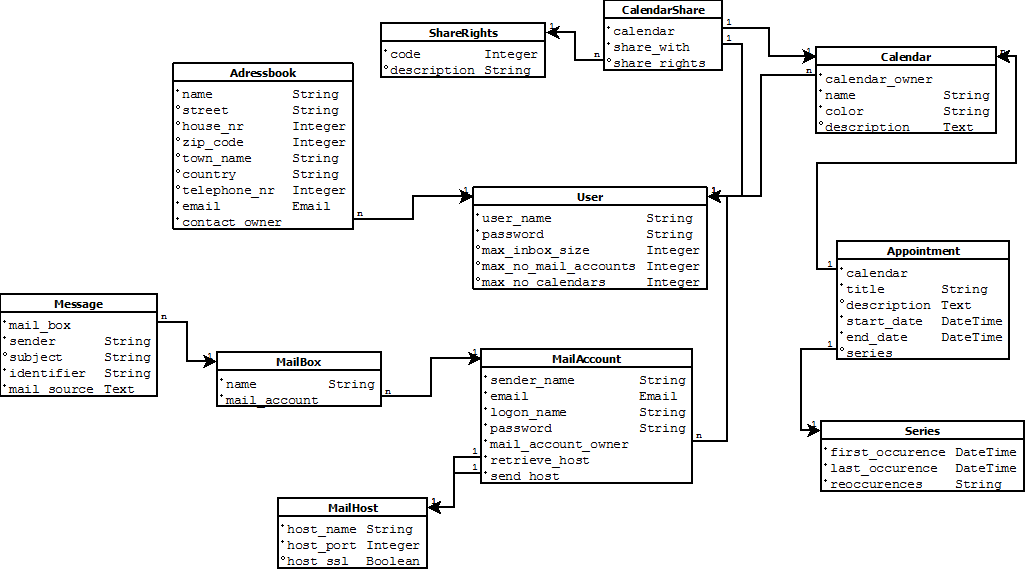 CalendarShare
calendar
share_with
share_rights
1
1
n
ShareRights
code Integer
description String
1
Calendar
calendar_owner
name String
color String
description Text
1
n
n
Adressbook
name String
street String
house_nr Integer
zip_code Integer
town_name String
country String
telephone_nr Integer
email Email
contact_owner
n
User
user_name String
password String
max_inbox_size Integer
max_no_mail_accounts Integer
max_no_calendars Integer
1
1
Appointment
calendar
title String
description Text
start_date DateTime
end_date DateTime
series
1
1
Message
mail_box
sender String
subject String
identifier String
mail_source Text
n
MailBox
name String
mail_account
1
n
MailAccount
sender_name String
email Email
logon_name String
password String
mail_account_owner
retrieve_host
send_host
1
n
1
1
Series
first_occurence DateTime
last_occurence DateTime
reoccurences String
1
MailHost
host_name String
host_port Integer
host_ssl Boolean
1